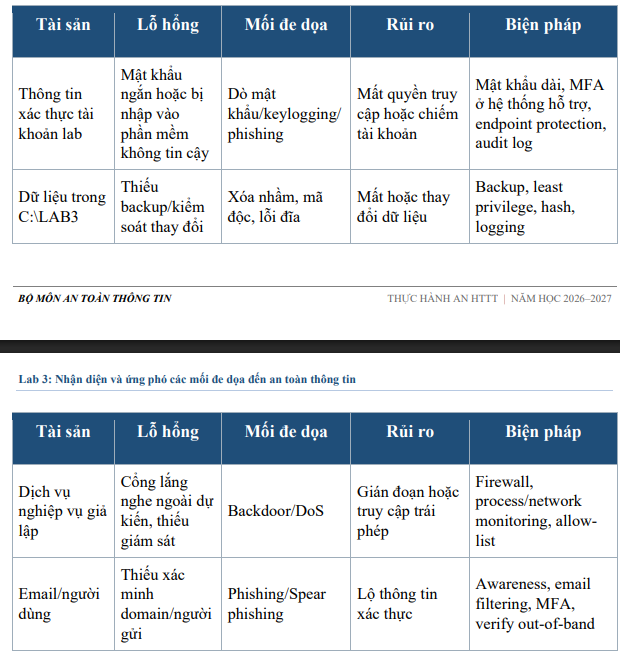 Tài sản
Lỗ hổng
Mối đe dọa
Rủi ro
Biện pháp
Thông tin
xác thực tài
khoản lab
Mật khẩu
ngắn hoặc bị
nhập vào
phần mềm
không tin cậy
Dò mật
khẩu/keylogging/
phishing
Mất quyền truy
cập hoặc chiếm
tài khoản
Mật khẩu dài, MFA
ở hệ thống hỗ trợ,
endpoint protection,
audit log
Dữ liệu trong
C:\LAB3
Thiếu
backup/kiểm
soát thay đổi
Xóa nhầm, mã
độc, lỗi đĩa
Mất hoặc thay
đổi dữ liệu
Backup, least
privilege, hash,
logging
BỘ MÔN AN TOÀN THÔNG TIN
THỰC HÀNH AN HTTT | NĂM HỌC 2026–2027
Lab 3: Nhận diện và ứng phó các mối đe dọa đến an toàn thông tin
Tài sản
Lỗ hổng
Mối đe dọa
Rủi ro
Biện pháp
Dịch vụ
nghiệp vụ giả
lập
Cổng lắng
nghe ngoài dự
kiến, thiếu
giám sát
Backdoor/DoS
Gián đoạn hoặc
truy cập trái
phép
Firewall,
process/network
monitoring, allow-
list
Email/người
dùng
Thiếu xác
minh
domain/người
gửi
Phishing/Spear
phishing
Lộ thông tin
xác thực
Awareness, email
filtering, MFA,
verify out-of-band